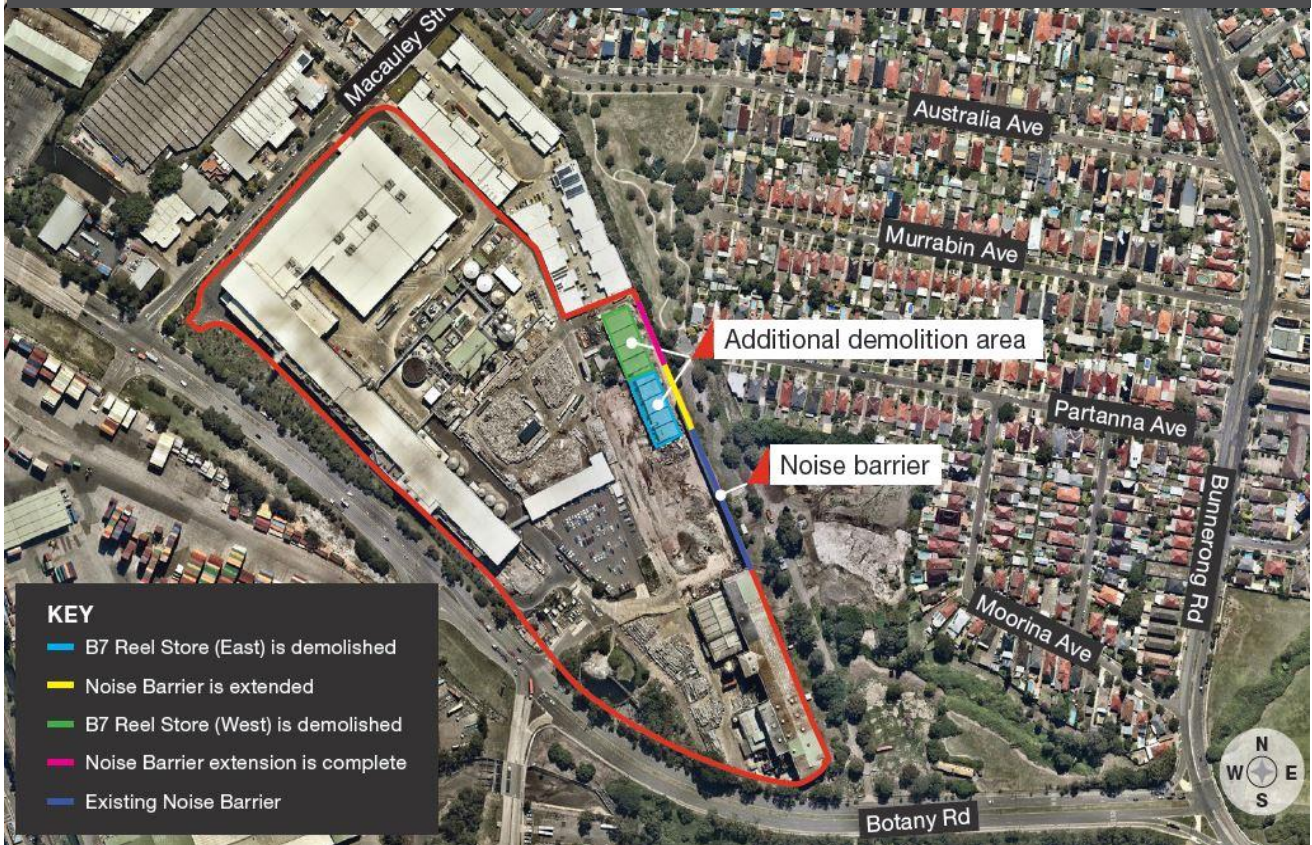 Macauley Str
Australia Ave
Murrabin Ave
Additional demolition area
Partanna Ave
Noise barrier
Bunnerong Rd
Moorina Ave
KEY
B7 Reel Store (East) is demolished
Noise Barrier is extended
B7 Reel Store (West) is demolished
Noise Barrier extension is complete
Existing Noise Barrier
N
W E
S
Botany Rd